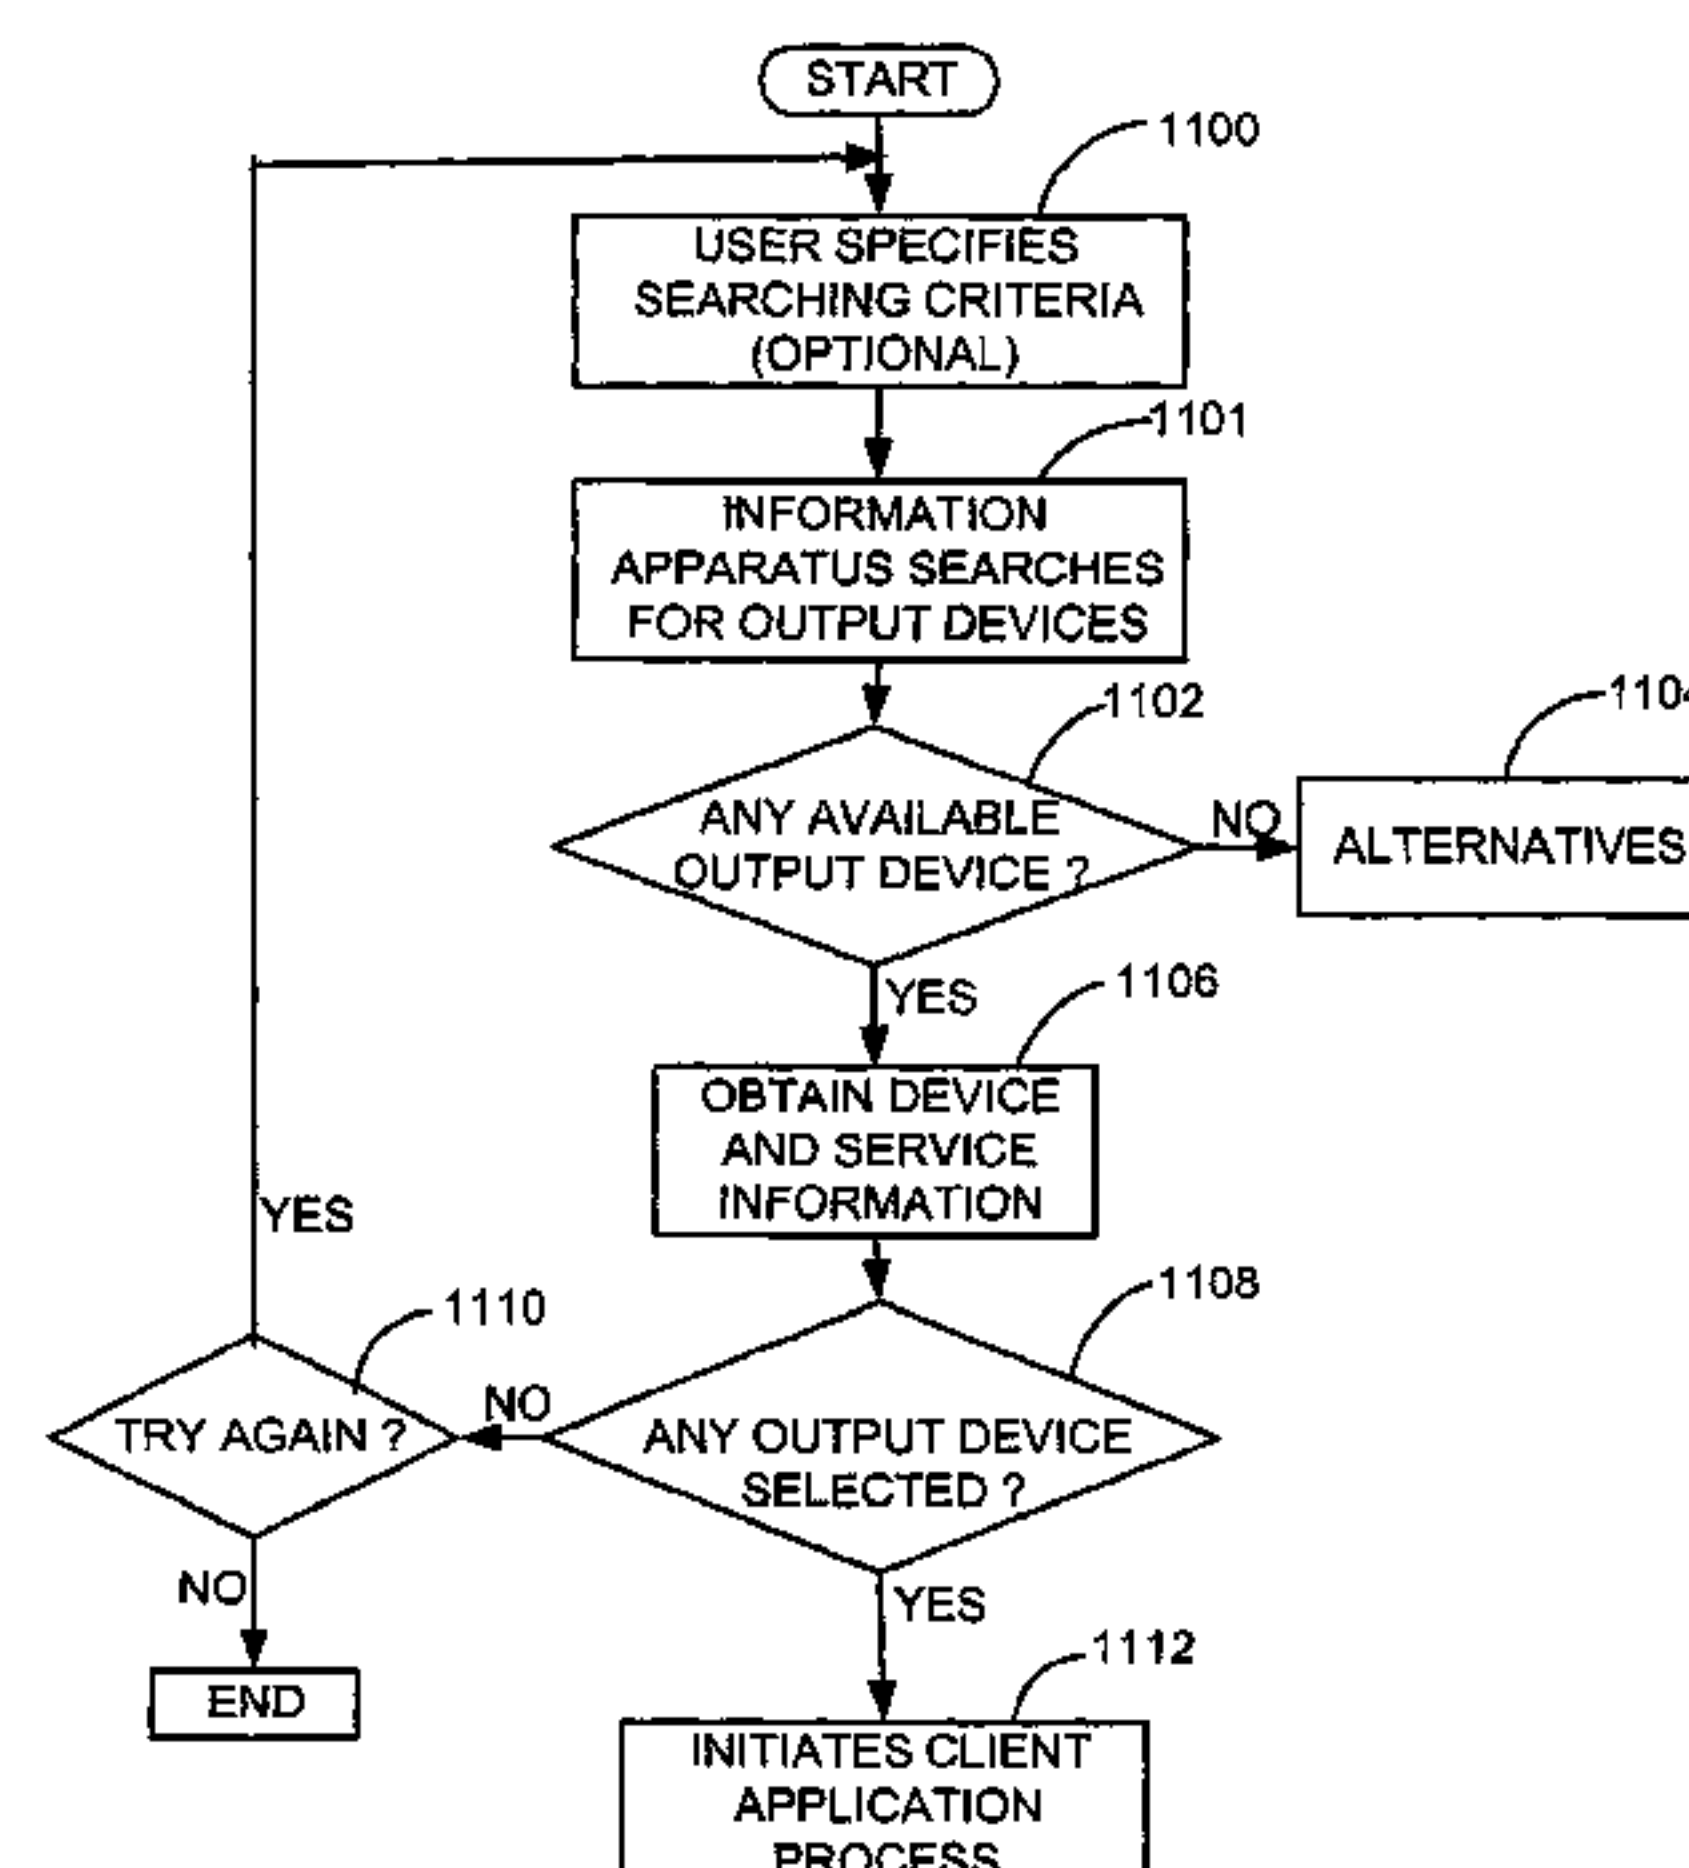 START
1100
USER SPECIFIES
SEARCHING CRITERIA
(OPTIONAL)
1101
INFORMATION
APPARATUS SEARCHES
FOR OUTPUT DEVICES
1102
1104
ANY AVAILABLE
OUTPUT DEVICE ?
NO
ALTERNATIVES
YES
1106
OBTAIN DEVICE
AND SERVICE
INFORMATION
YES
1108
1110
ANY OUTPUT DEVICE
SELECTED ?
NO
TRY AGAIN ?
NO
YES
END
1112
INITIATES CLIENT
APPLICATION
PROCESS